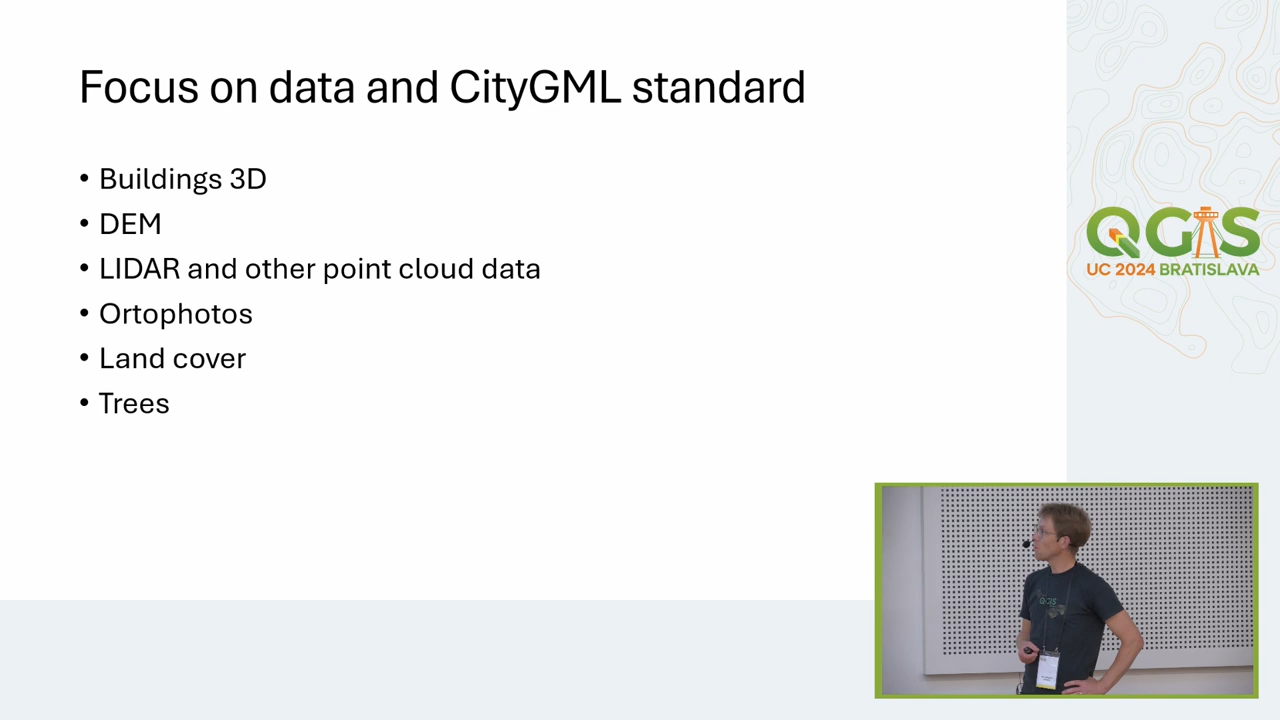 Focus on data and CityGML standard
• Buildings 3D
• DEM
• LIDAR and other point cloud data
• Ortophotos
• Land cover
• Trees
QGIS
UC 2024 BRATISLAVA
QGIS